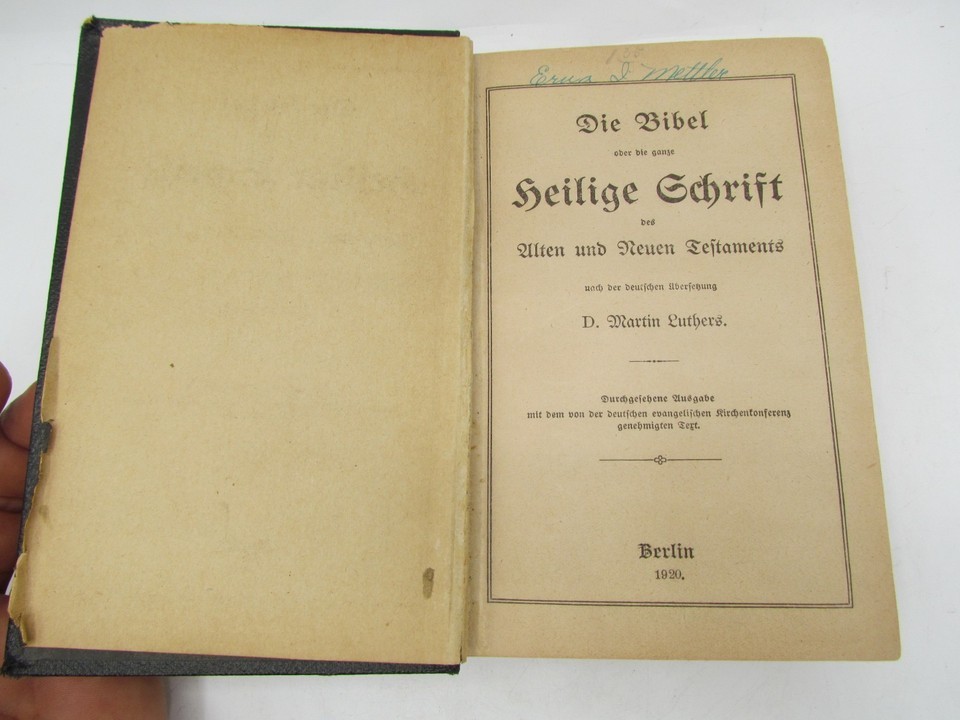 Mettler
Die Bibel
oder die ganze
Heilige Schrift
des
Alten und Neuen Testaments
nach der deutschen Übersetzung
D. Martin Luthers.
Durchgesehene Ausgabe
mit dem von der deutschen evangelischen Kirchenkonferenz
genehmigten Text.
Berlin
1920.